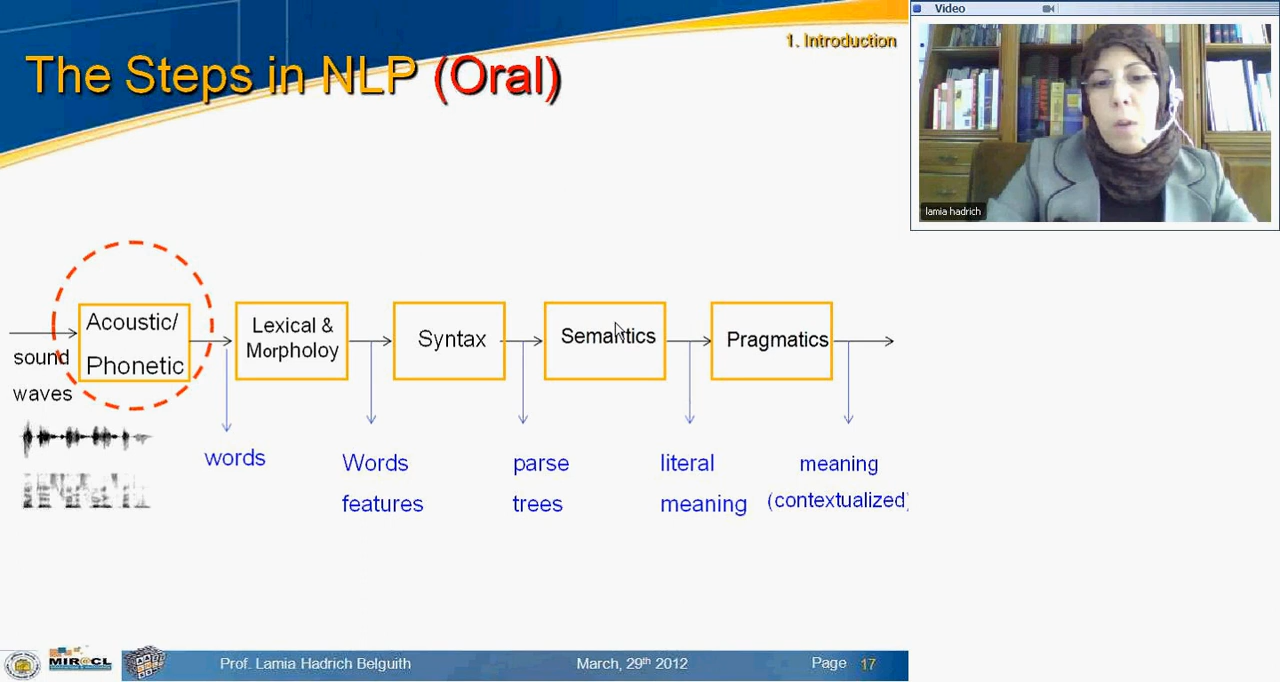 Video
1. Introduction
The Steps in NLP (Oral)
lamia hadrich
sound
waves
Acoustic/
Phonetic
Lexical &
Morpholoy
Syntax
Semantics
Pragmatics
words
Words
features
parse
trees
literal
meaning
meaning
(contextualized)
MIR@CL
Prof. Lamia Hadrich Belguith
March, 29th 2012
Page 17